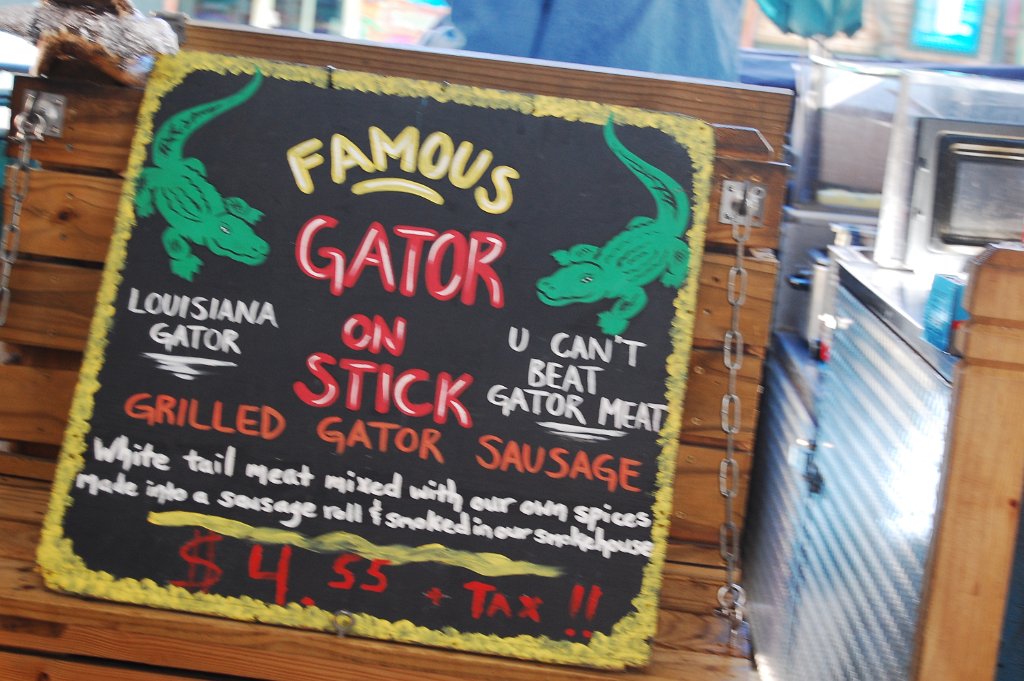 FAMOUS
GATOR
ON
STICK
LOUISIANA
GATOR
U CAN'T
BEAT
GATOR MEAT
GRILLED GATOR SAUSAGE
White tail meat mixed with our own spices
made into a sausage roll & smoked in our smokehouse
$4.55 + TAX !!